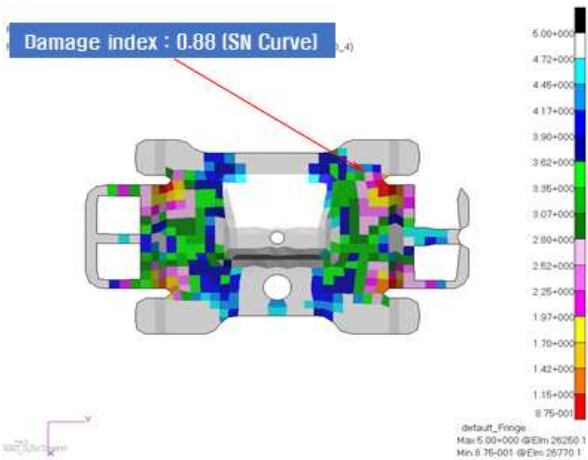 Damage index : 0.88 (SN Curve)
5.00+000
4.72+000
4.45+000
4.17+000
3.90+000
3.62+000
3.35+000
3.07+000
2.80+000
2.52+000
2.25+000
1.97+000
1.70+000
1.42+000
1.15+000
8.75-001
default_Fringe :
Max 5.00+000 @Elm 26250.1
Min 8.75-001 @Elm 26770.1
Y
X